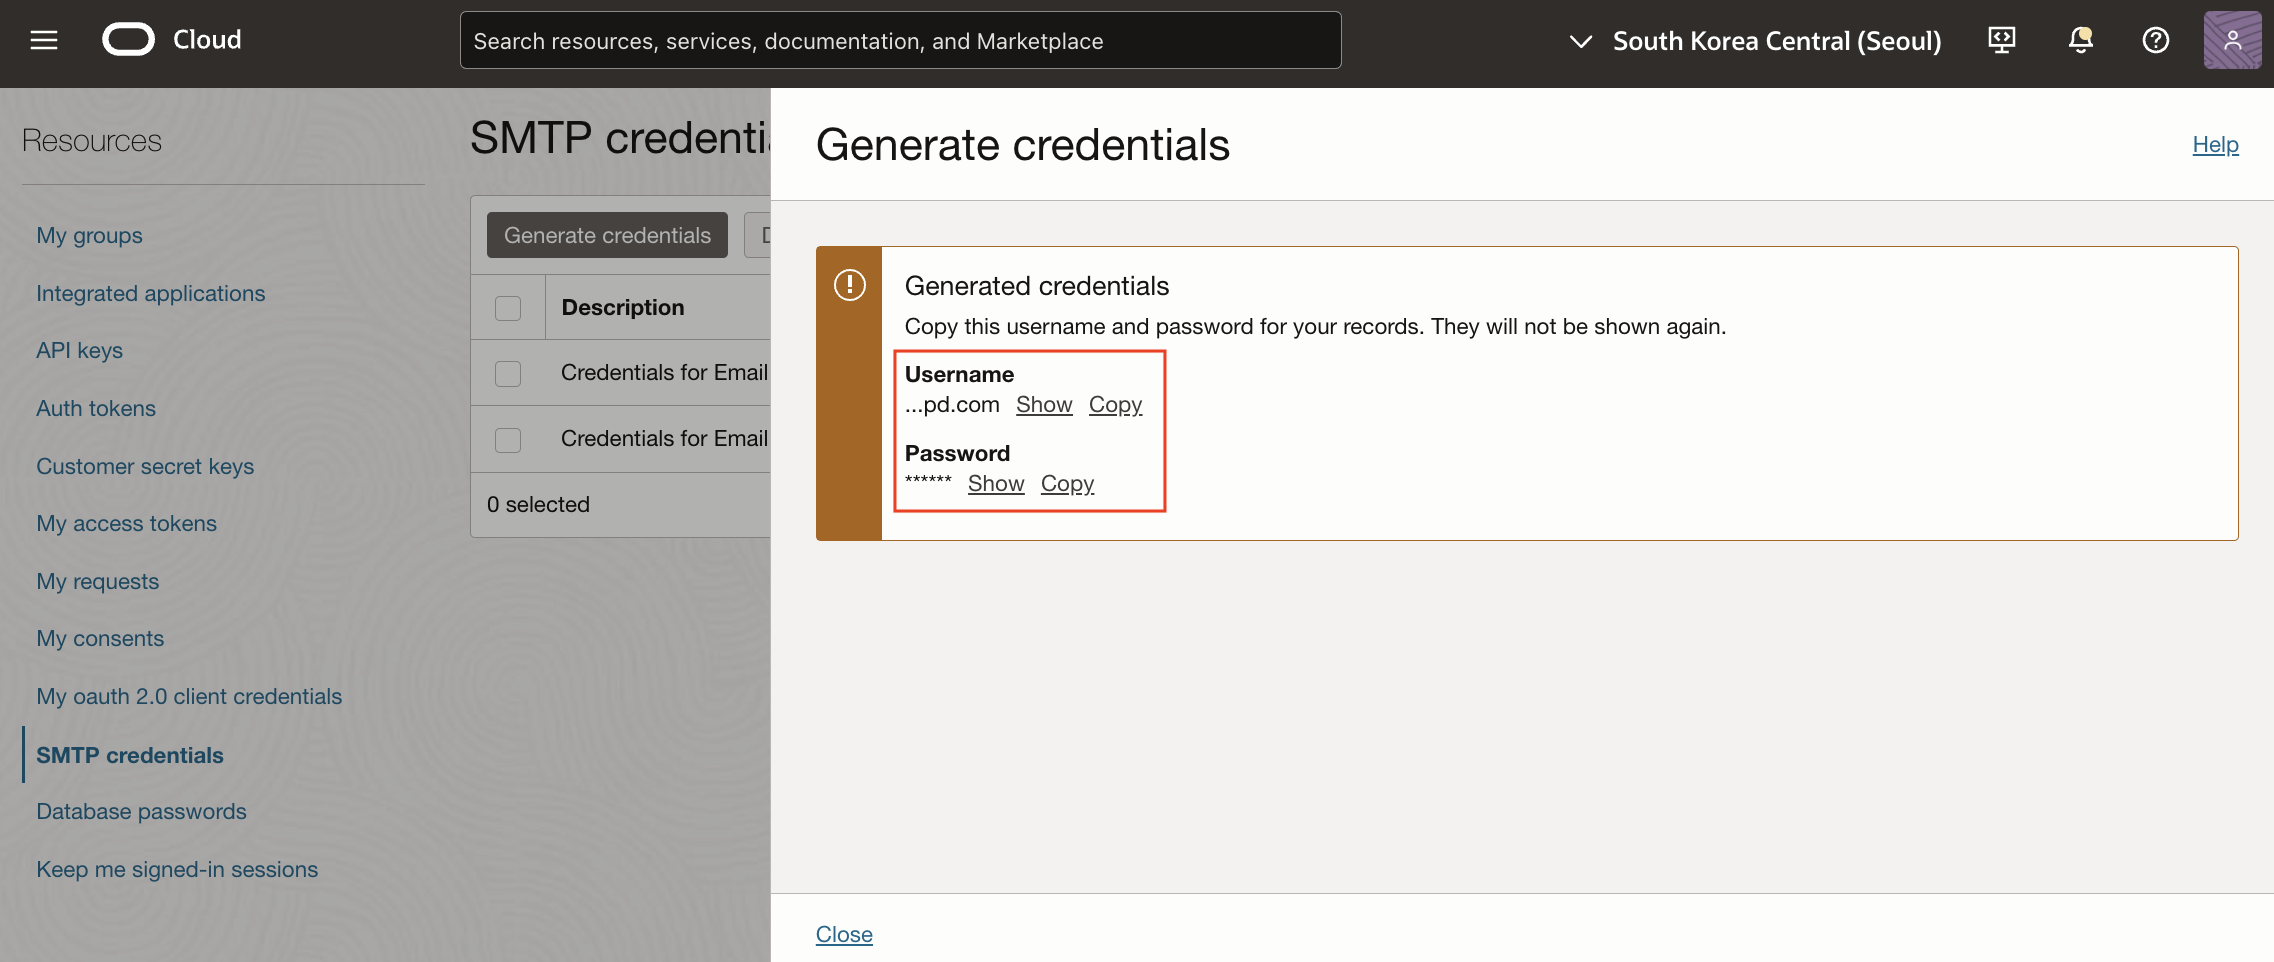 Cloud
Search resources, services, documentation, and Marketplace
South Korea Central (Seoul)
Resources
My groups
Integrated applications
API keys
Auth tokens
Customer secret keys
My access tokens
My requests
My consents
My oauth 2.0 client credentials
SMTP credentials
Database passwords
Keep me signed-in sessions
SMTP credenti
Generate credentials
Description
Credentials for Email
Credentials for Email
0 selected
Generate credentials
Help
Generated credentials
Copy this username and password for your records. They will not be shown again.
Username
...pd.com Show Copy
Password
****** Show Copy
Close